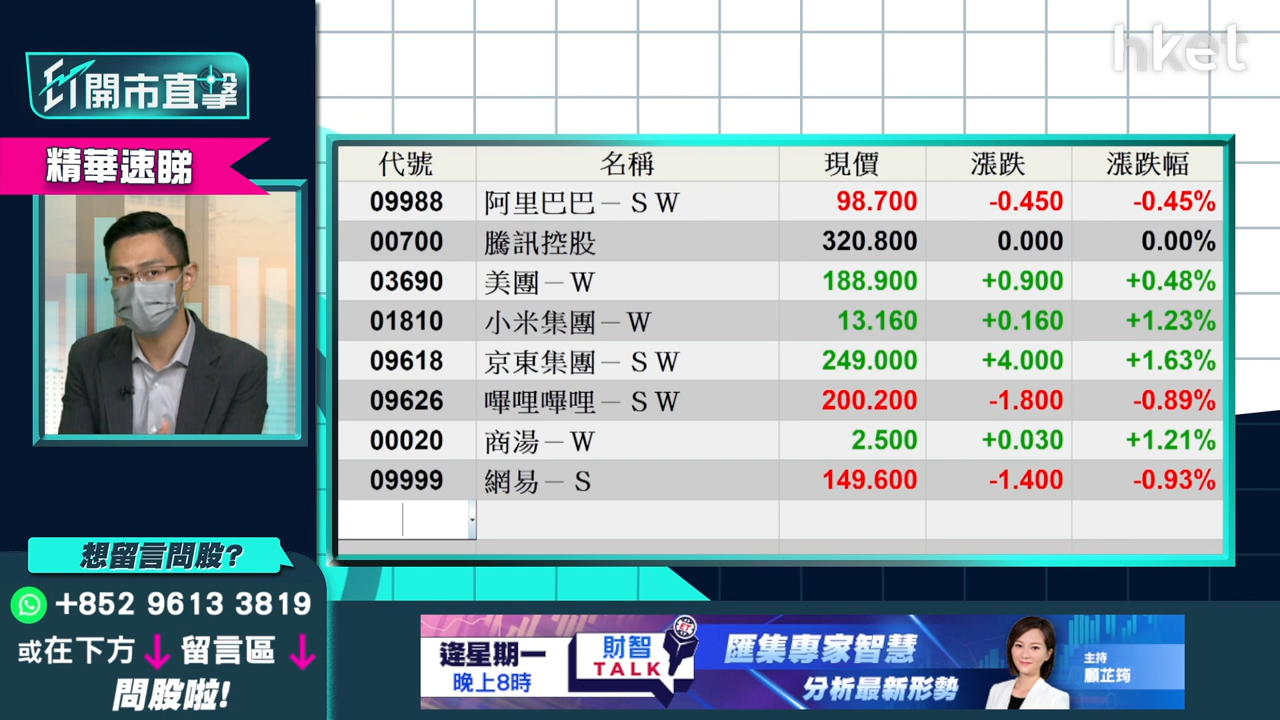 hket
ET開市直擊
精華速睇
代號 名稱 現價 漲跌 漲跌幅
09988 阿里巴巴－ＳＷ 98.700 -0.450 -0.45%
00700 騰訊控股 320.800 0.000 0.00%
03690 美團－Ｗ 188.900 +0.900 +0.48%
01810 小米集團－Ｗ 13.160 +0.160 +1.23%
09618 京東集團－ＳＷ 249.000 +4.000 +1.63%
09626 嗶哩嗶哩－ＳＷ 200.200 -1.800 -0.89%
00020 商湯－Ｗ 2.500 +0.030 +1.21%
09999 網易－Ｓ 149.600 -1.400 -0.93%
想留言問股?
+852 9613 3819
或在下方↓留言區↓
問股啦!
逢星期一
晚上8時
財智
TALK
匯集專家智慧
分析最新形勢
主持
顧芷筠